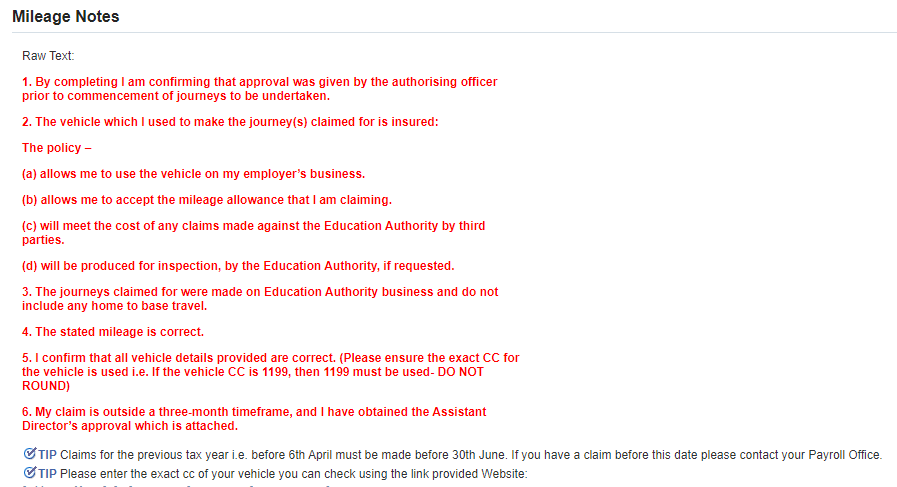 Mileage Notes
Raw Text:
1. By completing I am confirming that approval was given by the authorising officer
prior to commencement of journeys to be undertaken.
2. The vehicle which I used to make the journey(s) claimed for is insured:
The policy –
(a) allows me to use the vehicle on my employer's business.
(b) allows me to accept the mileage allowance that I am claiming.
(c) will meet the cost of any claims made against the Education Authority by third
parties.
(d) will be produced for inspection, by the Education Authority, if requested.
3. The journeys claimed for were made on Education Authority business and do not
include any home to base travel.
4. The stated mileage is correct.
5. I confirm that all vehicle details provided are correct. (Please ensure the exact CC for
the vehicle is used i.e. If the vehicle CC is 1199, then 1199 must be used- DO NOT
ROUND)
6. My claim is outside a three-month timeframe, and I have obtained the Assistant
Director's approval which is attached.
TIP Claims for the previous tax year i.e. before 6th April must be made before 30th June. If you have a claim before this date please contact your Payroll Office.
TIP Please enter the exact cc of your vehicle you can check using the link provided Website: